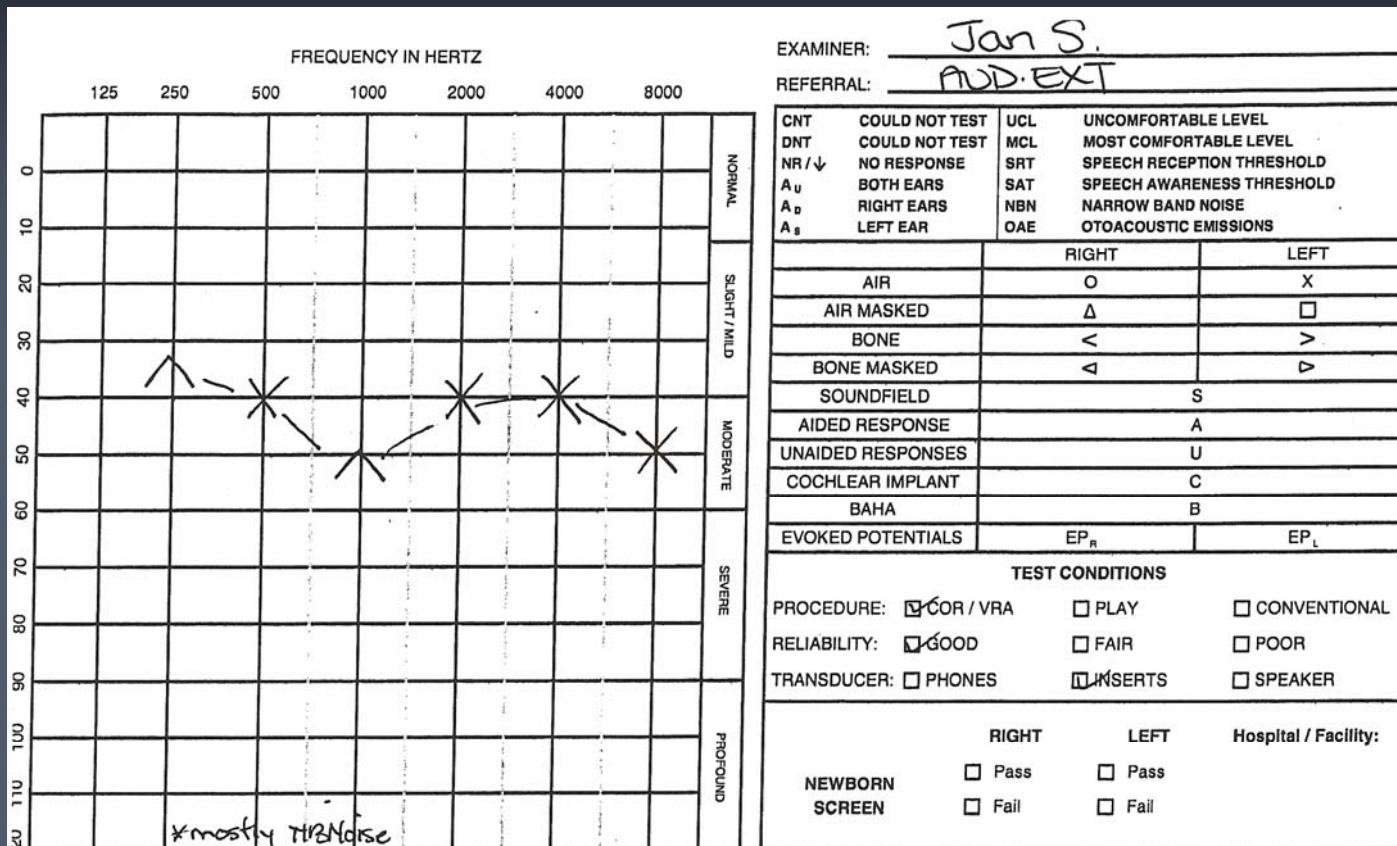 FREQUENCY IN HERTZ
125 250 500 1000 2000 4000 8000
0
10
20
30
40
50
60
70
80
90
100
110
20
NORMAL
SLIGHT / MILD
MODERATE
SEVERE
PROFOUND
*mostly NBNoise
EXAMINER: Jan S.
REFERRAL: AUD. EXT
CNT COULD NOT TEST UCL UNCOMFORTABLE LEVEL
DNT COULD NOT TEST MCL MOST COMFORTABLE LEVEL
NR / ↓ NO RESPONSE SRT SPEECH RECEPTION THRESHOLD
AU BOTH EARS SAT SPEECH AWARENESS THRESHOLD
AD RIGHT EARS NBN NARROW BAND NOISE
AS LEFT EAR OAE OTOACOUSTIC EMISSIONS
RIGHT LEFT
AIR O X
AIR MASKED Δ □
BONE < >
BONE MASKED ◁ ▷
SOUNDFIELD S
AIDED RESPONSE A
UNAIDED RESPONSES U
COCHLEAR IMPLANT C
BAHA B
EVOKED POTENTIALS EPR EPL
TEST CONDITIONS
PROCEDURE: ☑ COR / VRA □ PLAY □ CONVENTIONAL
RELIABILITY: ☑ GOOD □ FAIR □ POOR
TRANSDUCER: □ PHONES ☑ INSERTS □ SPEAKER
RIGHT LEFT Hospital / Facility:
NEWBORN SCREEN
□ Pass □ Pass
□ Fail □ Fail